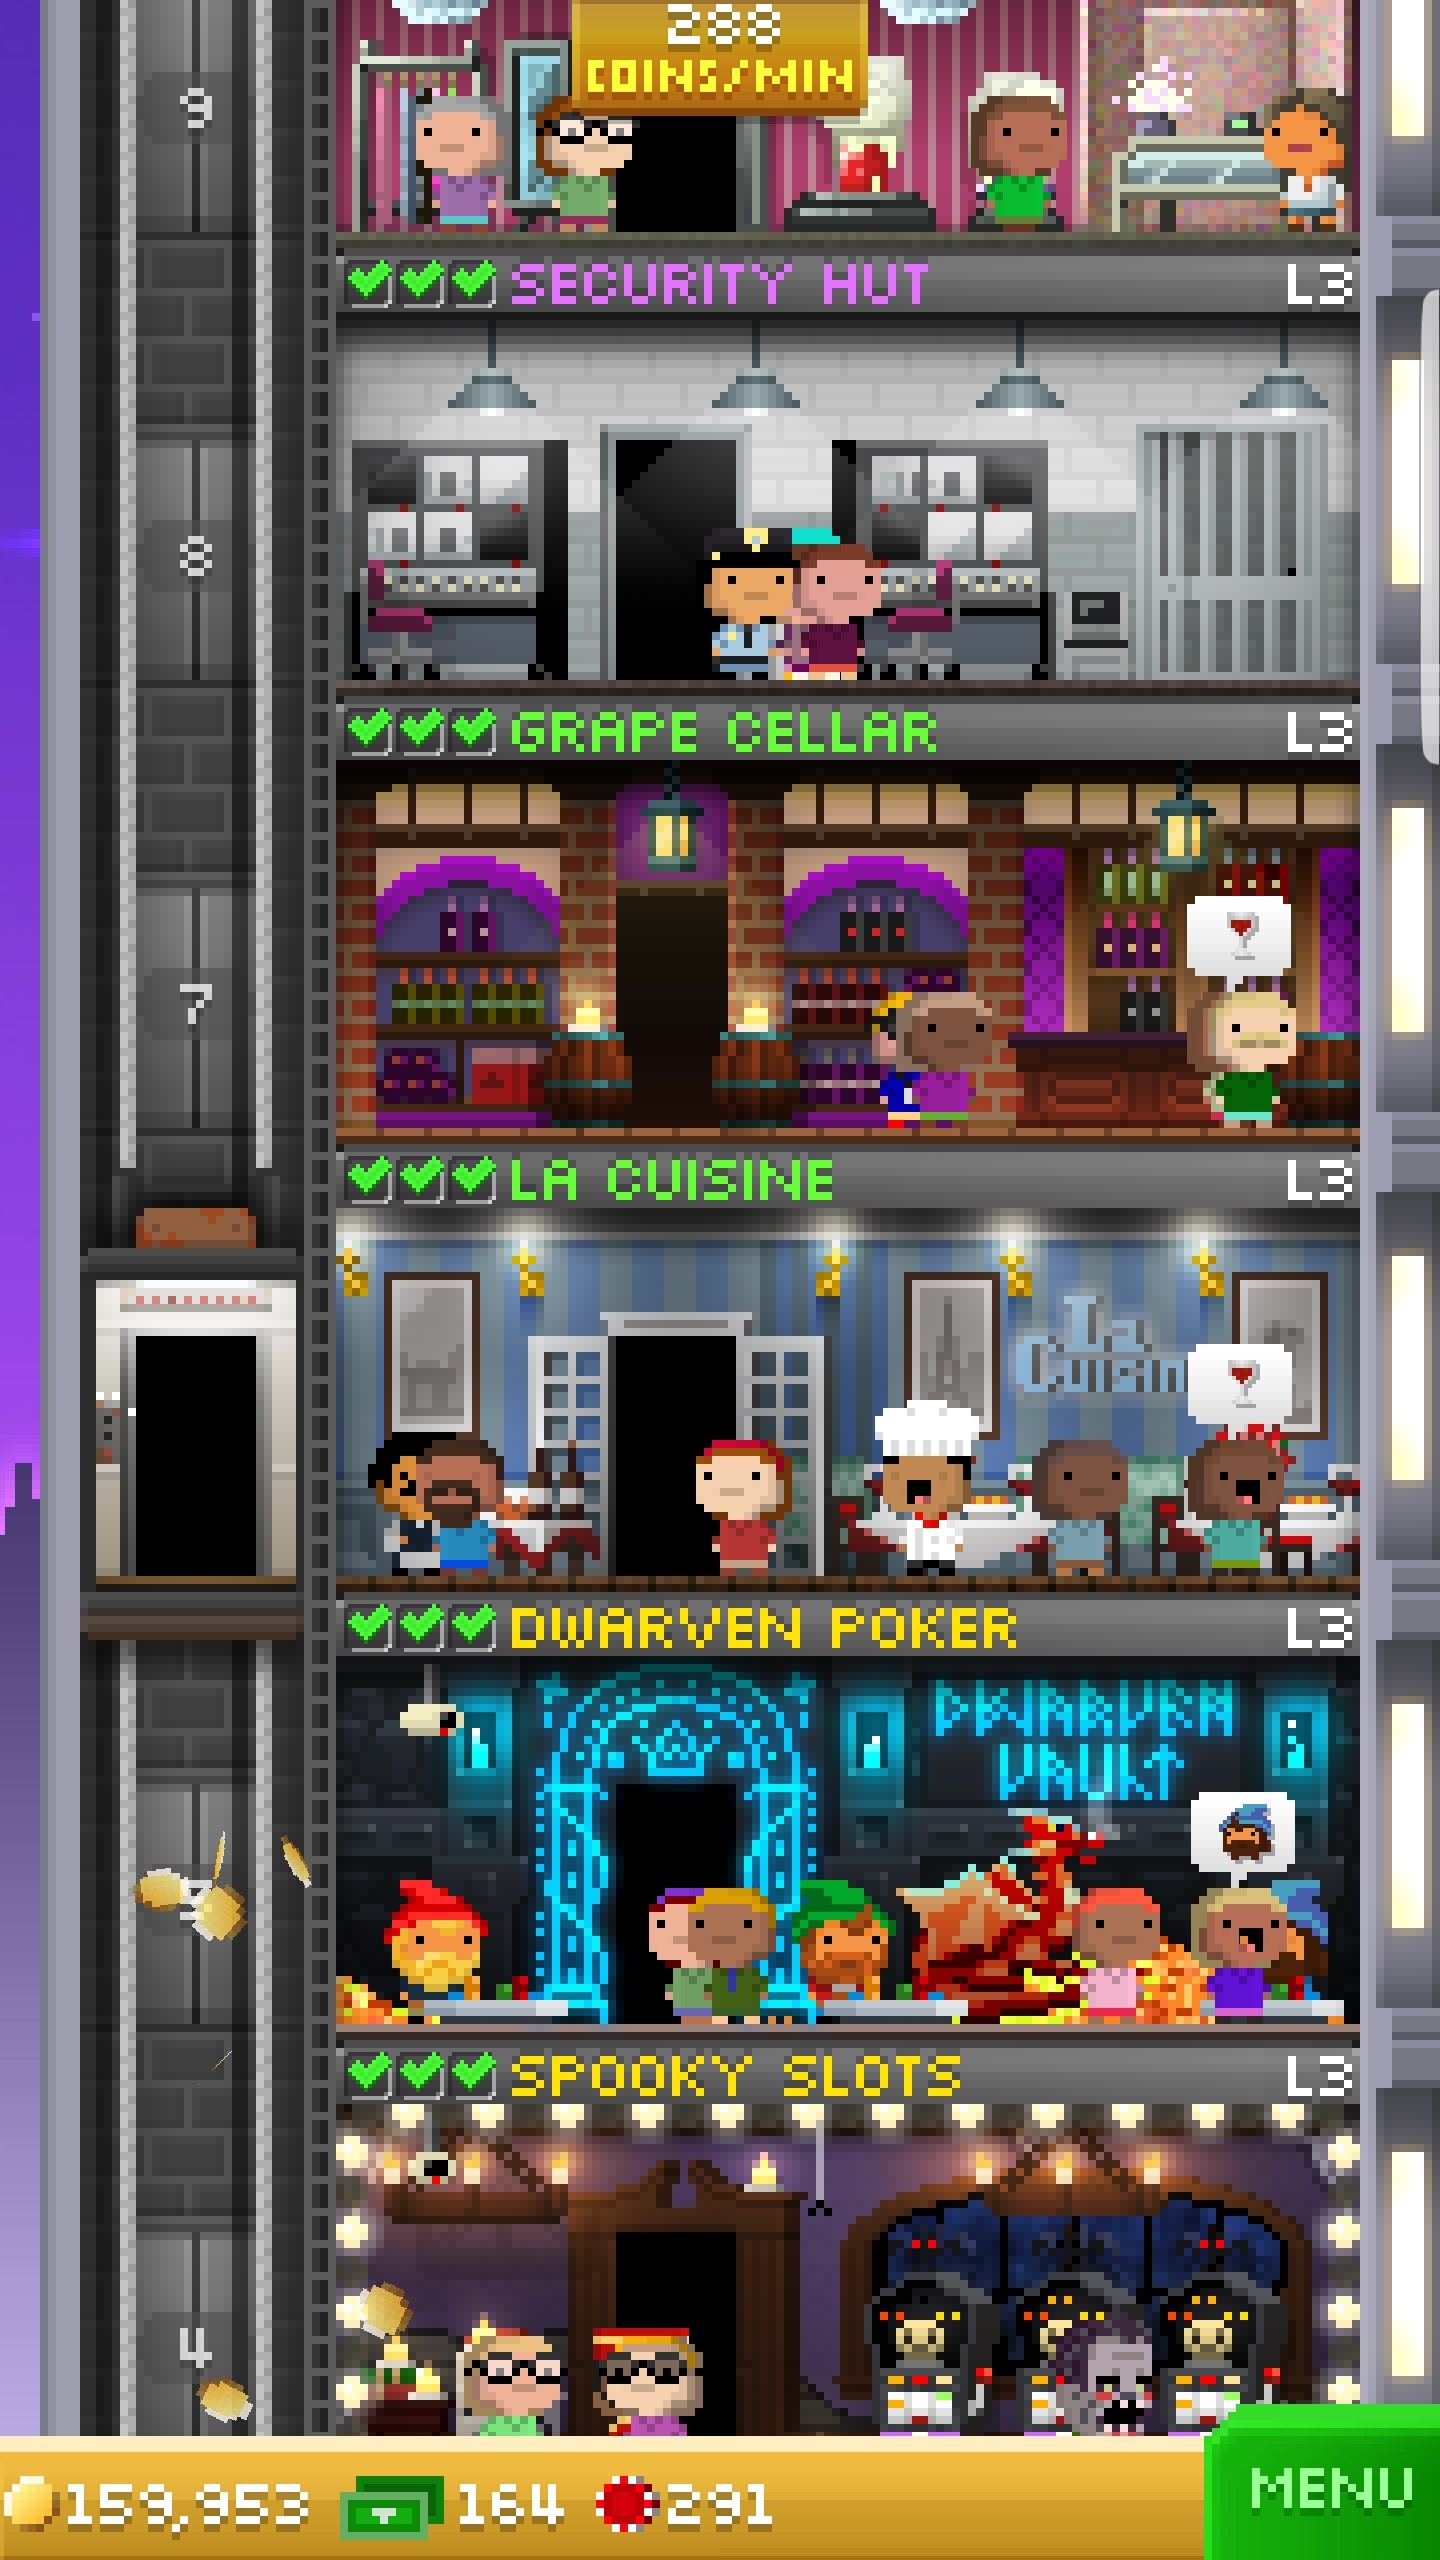 288
COINS/MIN
9
SECURITY HUT L3
8
GRAPE CELLAR L3
7
LA CUISINE L3
La
Cuisin
DWARVEN POKER L3
DWARVEN
VAULT
SPOOKY SLOTS L3
4
159,953 164 291
MENU